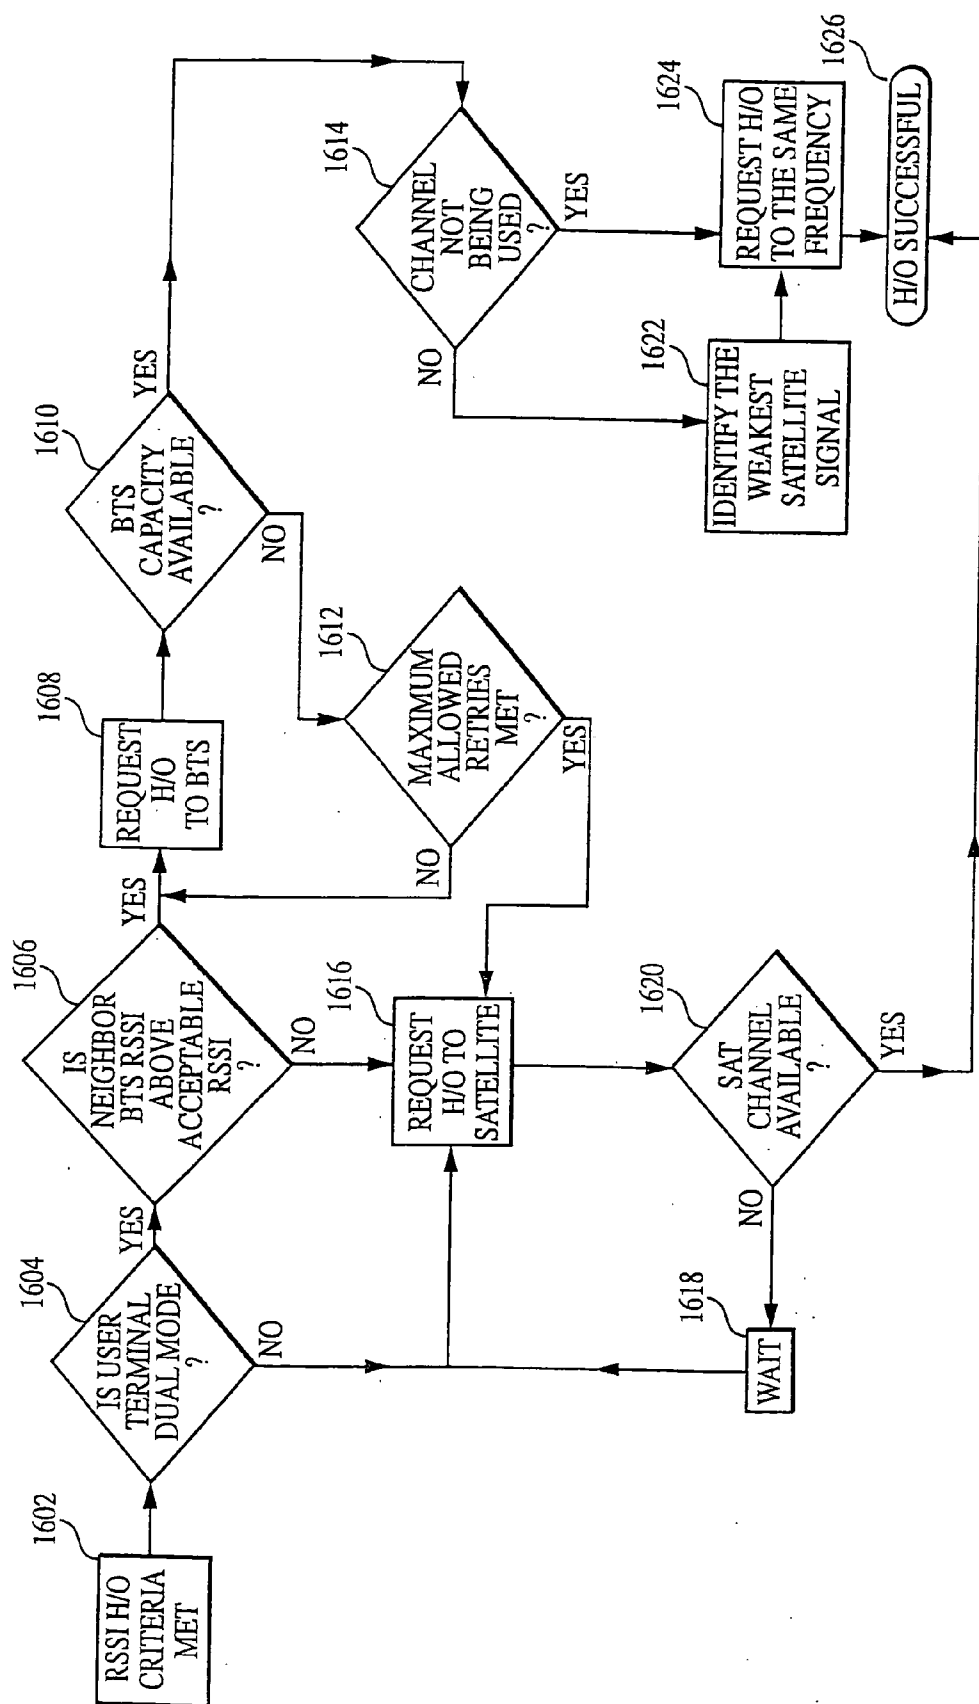 1602
RSSI H/O
CRITERIA
MET
1604
IS USER
TERMINAL
DUAL MODE
?
YES
NO
1606
IS
NEIGHBOR
BTS RSSI
ABOVE
ACCEPTABLE
RSSI
?
YES
NO
1608
REQUEST
H/O
TO BTS
1610
BTS
CAPACITY
AVAILABLE
?
YES
NO
1612
MAXIMUM
ALLOWED
RETRIES
MET
?
NO
YES
1614
CHANNEL
NOT
BEING
USED
?
NO
YES
1616
REQUEST
H/O TO
SATELLITE
1618
WAIT
1620
SAT
CHANNEL
AVAILABLE
?
NO
YES
1622
IDENTIFY THE
WEAKEST
SATELLITE
SIGNAL
1624
REQUEST H/O
TO THE SAME
FREQUENCY
1626
H/O SUCCESSFUL